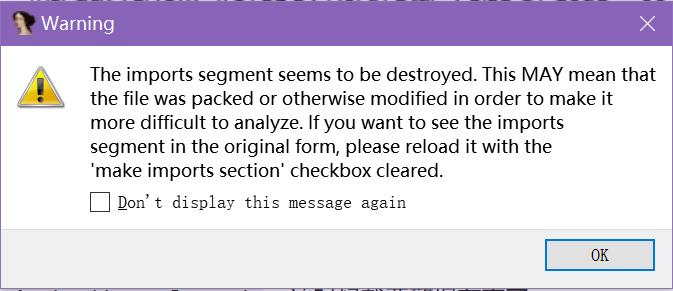 Warning
The imports segment seems to be destroyed. This MAY mean that
the file was packed or otherwise modified in order to make it
more difficult to analyze. If you want to see the imports
segment in the original form, please reload it with the
'make imports section' checkbox cleared.
Don't display this message again
OK